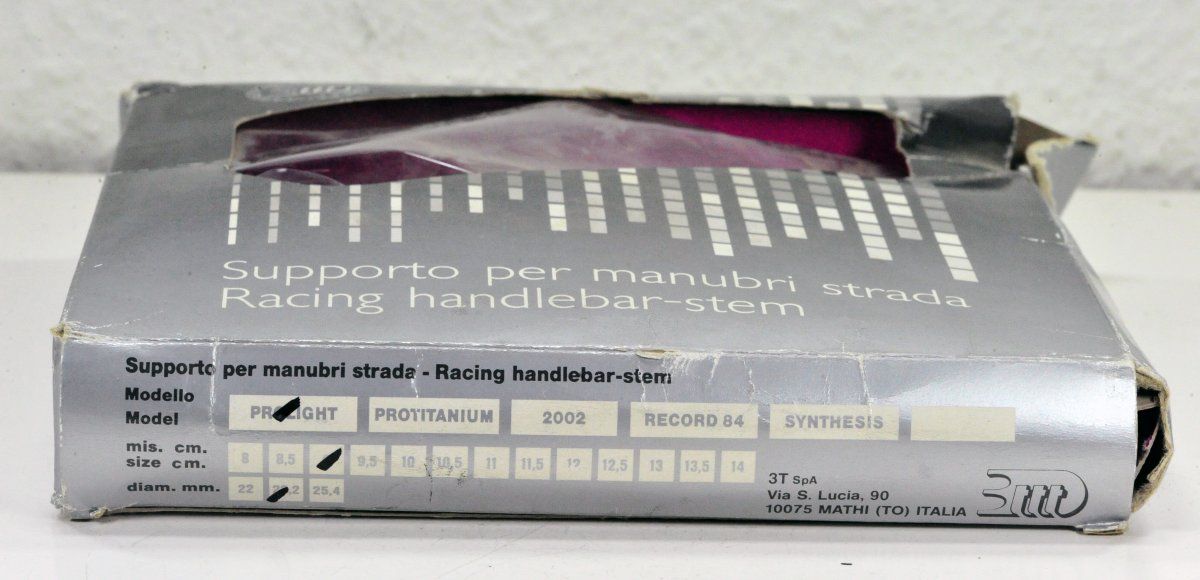 Supporto per manubri strada
Racing handlebar-stem
Supporto per manubri strada - Racing handlebar-stem
Modello
Model
PROLIGHT PROTITANIUM 2002 RECORD 84 SYNTHESIS
mis. cm.
size cm.
8 8,5 9,5 10 10,5 11 11,5 12 12,5 13 13,5 14
diam. mm.
22 25,4
3T SpA
Via S. Lucia, 90
10075 MATHI (TO) ITALIA
3TTT